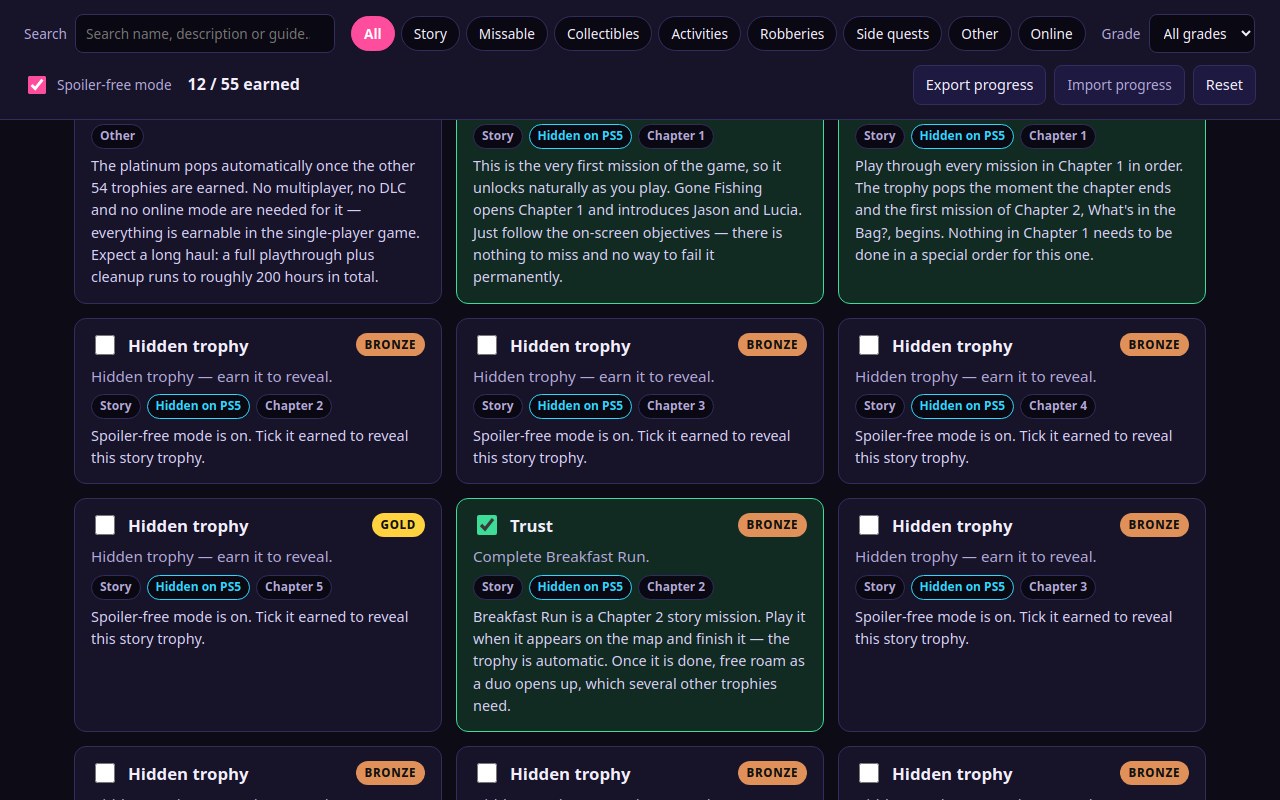 Search Search name, description or guide. All Story Missable Collectibles Activities Robberies Side quests Other Online Grade All grades
Spoiler-free mode 12 / 55 earned Export progress Import progress Reset
Other
The platinum pops automatically once the other
54 trophies are earned. No multiplayer, no DLC
and no online mode are needed for it —
everything is earnable in the single-player game.
Expect a long haul: a full playthrough plus
cleanup runs to roughly 200 hours in total.
Story Hidden on PS5 Chapter 1
This is the very first mission of the game, so it
unlocks naturally as you play. Gone Fishing
opens Chapter 1 and introduces Jason and Lucia.
Just follow the on-screen objectives — there is
nothing to miss and no way to fail it
permanently.
Story Hidden on PS5 Chapter 1
Play through every mission in Chapter 1 in order.
The trophy pops the moment the chapter ends
and the first mission of Chapter 2, What's in the
Bag?, begins. Nothing in Chapter 1 needs to be
done in a special order for this one.
Hidden trophy BRONZE
Hidden trophy — earn it to reveal.
Story Hidden on PS5 Chapter 2
Spoiler-free mode is on. Tick it earned to reveal
this story trophy.
Hidden trophy BRONZE
Hidden trophy — earn it to reveal.
Story Hidden on PS5 Chapter 3
Spoiler-free mode is on. Tick it earned to reveal
this story trophy.
Hidden trophy BRONZE
Hidden trophy — earn it to reveal.
Story Hidden on PS5 Chapter 4
Spoiler-free mode is on. Tick it earned to reveal
this story trophy.
Hidden trophy GOLD
Hidden trophy — earn it to reveal.
Story Hidden on PS5 Chapter 5
Spoiler-free mode is on. Tick it earned to reveal
this story trophy.
Trust BRONZE
Complete Breakfast Run.
Story Hidden on PS5 Chapter 2
Breakfast Run is a Chapter 2 story mission. Play it
when it appears on the map and finish it — the
trophy is automatic. Once it is done, free roam as
a duo opens up, which several other trophies
need.
Hidden trophy BRONZE
Hidden trophy — earn it to reveal.
Story Hidden on PS5 Chapter 3
Spoiler-free mode is on. Tick it earned to reveal
this story trophy.
Hidden trophy BRONZE
Hidden trophy BRONZE
Hidden trophy BRONZE